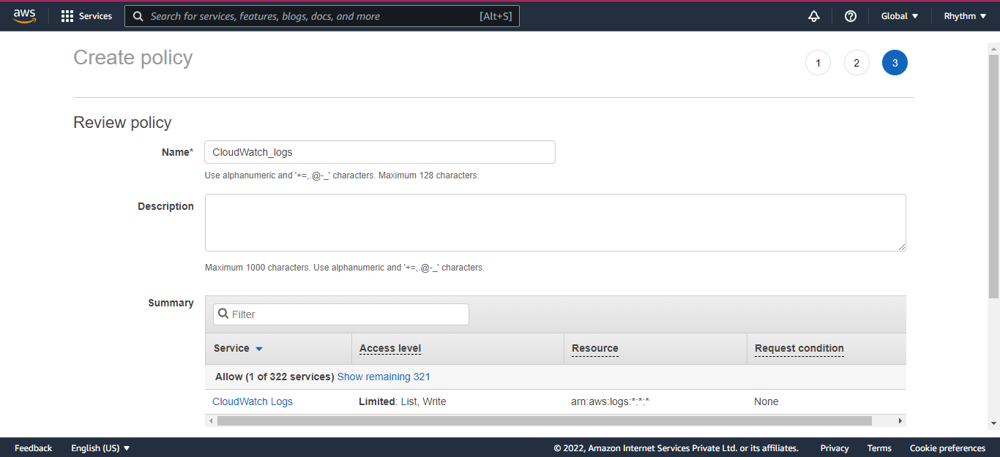 aws Services Search for services, features, blogs, docs, and more [Alt+S] Global Rhythm
Create policy 1 2 3
Review policy
Name* CloudWatch_logs
Use alphanumeric and '+=,.@-_' characters. Maximum 128 characters.
Description
Maximum 1000 characters. Use alphanumeric and '+=,.@-_' characters.
Summary
Filter
Service Access level Resource Request condition
Allow (1 of 322 services) Show remaining 321
CloudWatch Logs Limited: List, Write arn:aws:logs:*:*:* None
Feedback English (US) © 2022, Amazon Internet Services Private Ltd. or its affiliates. Privacy Terms Cookie preferences